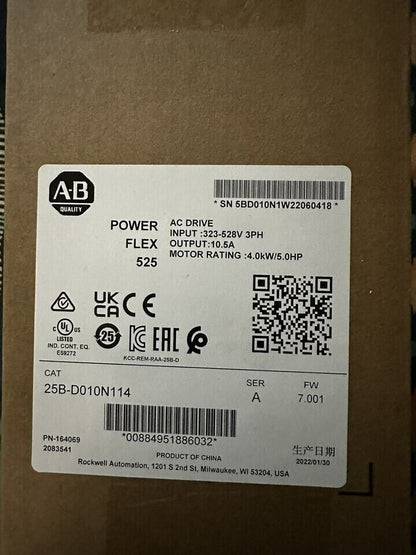 A-B
QUALITY
* SN 5BD010N1W22060418 *
POWER
FLEX
525
AC DRIVE
INPUT :323-528V 3PH
OUTPUT:10.5A
MOTOR RATING :4.0kW/5.0HP
UK
CA
CE
C UL US
LISTED
IND. CONT. EQ.
E59272
25
EAC
KCC-REM-RAA-25B-D
CAT
25B-D010N114
SER
A
FW
7.001
*00884951886032*
PN-164069
2083541
PRODUCT OF CHINA
Rockwell Automation, 1201 S 2nd St, Milwaukee, WI 53204, USA
生产日期
2022/01/30